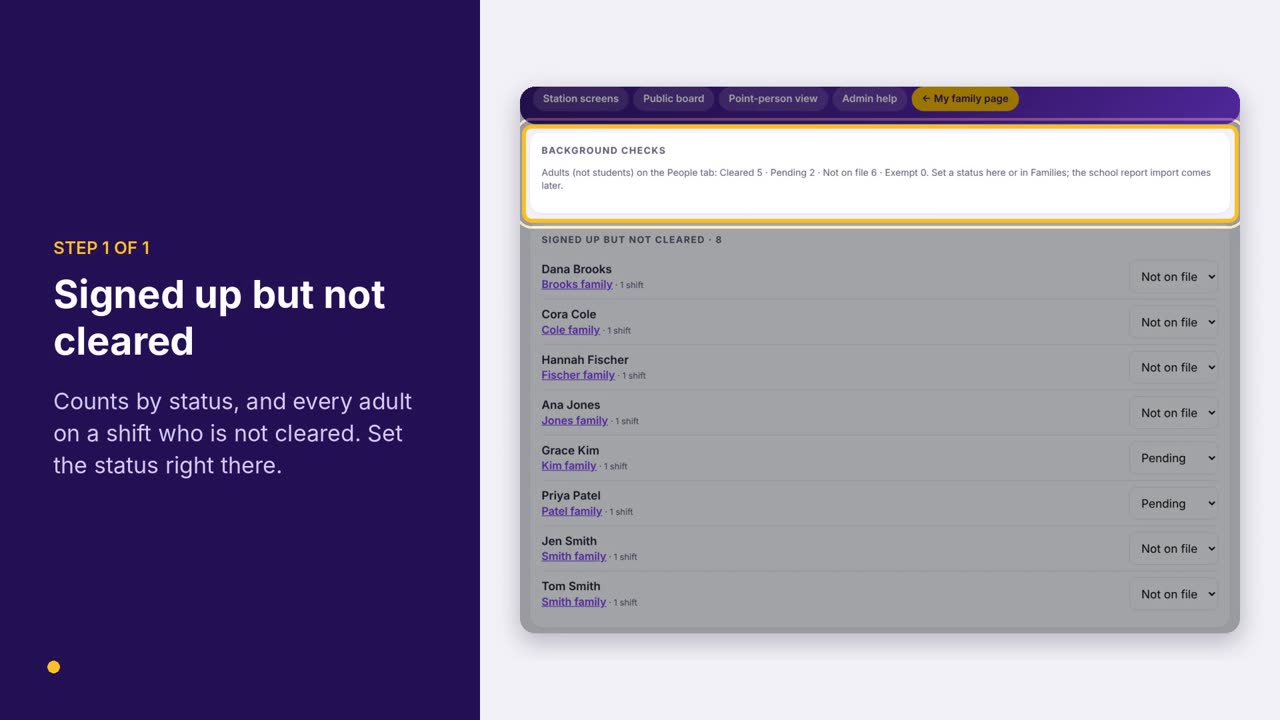 STEP 1 OF 1
Signed up but not
cleared
Counts by status, and every adult
on a shift who is not cleared. Set
the status right there.
Station screens
Public board
Point-person view
Admin help
← My family page
BACKGROUND CHECKS
Adults (not students) on the People tab: Cleared 5 · Pending 2 · Not on file 6 · Exempt 0. Set a status here or in Families; the school report import comes
later.
SIGNED UP BUT NOT CLEARED · 8
Dana Brooks
Brooks family · 1 shift
Not on file
Cora Cole
Cole family · 1 shift
Not on file
Hannah Fischer
Fischer family · 1 shift
Not on file
Ana Jones
Jones family · 1 shift
Not on file
Grace Kim
Kim family · 1 shift
Pending
Priya Patel
Patel family · 1 shift
Pending
Jen Smith
Smith family · 1 shift
Not on file
Tom Smith
Smith family · 1 shift
Not on file